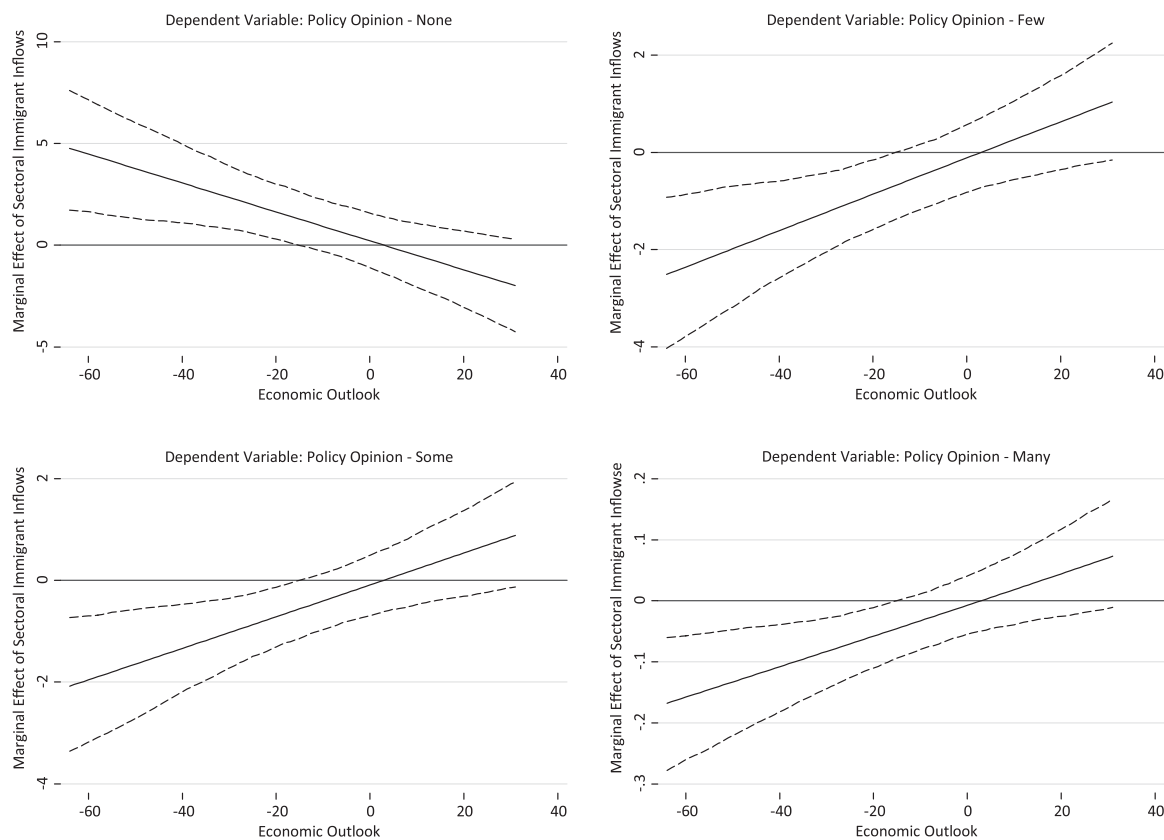 Dependent Variable: Policy Opinion - None
Marginal Effect of Sectoral Immigrant Inflows
10
5
0
-5
-60 -40 -20 0 20 40
Economic Outlook
Dependent Variable: Policy Opinion - Few
Marginal Effect of Sectoral Immigrant Inflows
2
0
-2
-4
-60 -40 -20 0 20 40
Economic Outlook
Dependent Variable: Policy Opinion - Some
Marginal Effect of Sectoral Immigrant Inflows
2
0
-2
-4
-60 -40 -20 0 20 40
Economic Outlook
Dependent Variable: Policy Opinion - Many
Marginal Effect of Sectoral Immigrant Inflowse
.2
.1
0
-.1
-.2
-.3
-60 -40 -20 0 20 40
Economic Outlook